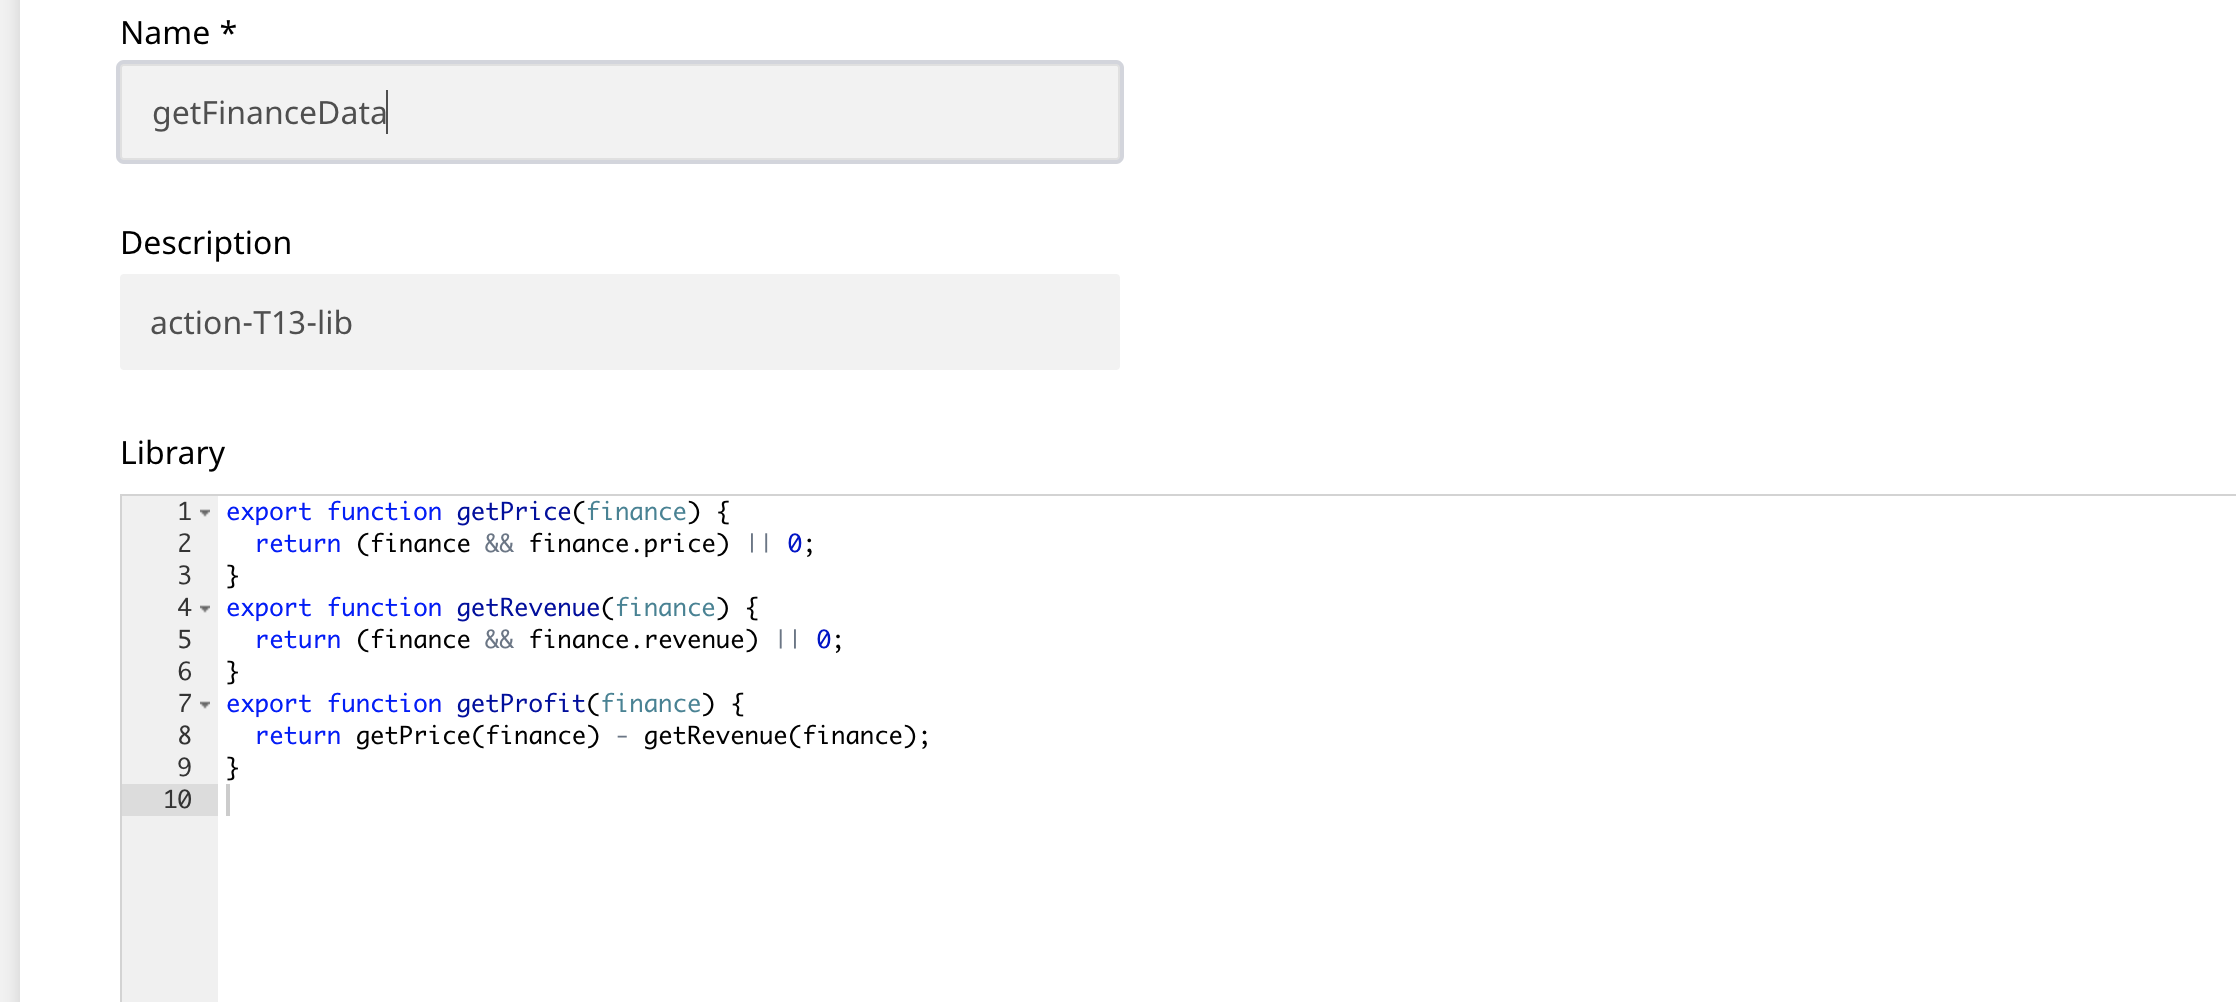 Name *
getFinanceData
Description
action-T13-lib
Library
1 export function getPrice(finance) {
2   return (finance && finance.price) || 0;
3 }
4 export function getRevenue(finance) {
5   return (finance && finance.revenue) || 0;
6 }
7 export function getProfit(finance) {
8   return getPrice(finance) - getRevenue(finance);
9 }
10